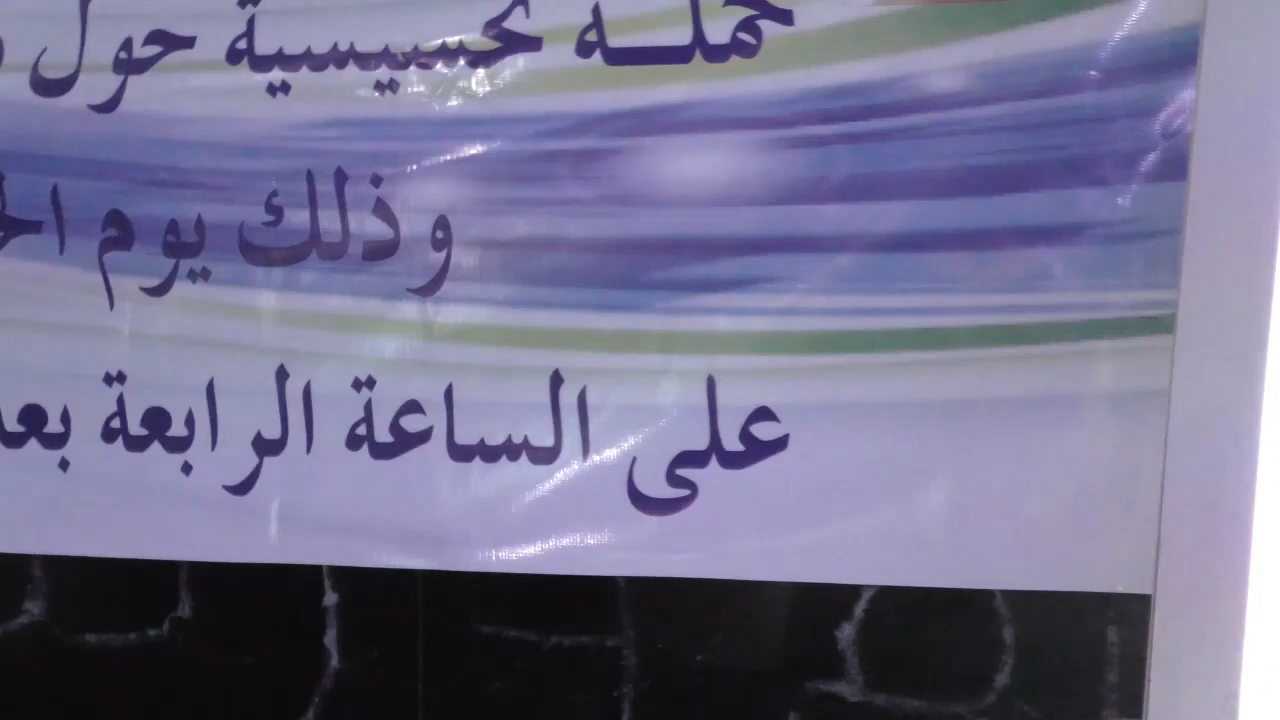 حملة تحسيسية حول
وذلك يوم
على الساعة الرابعة